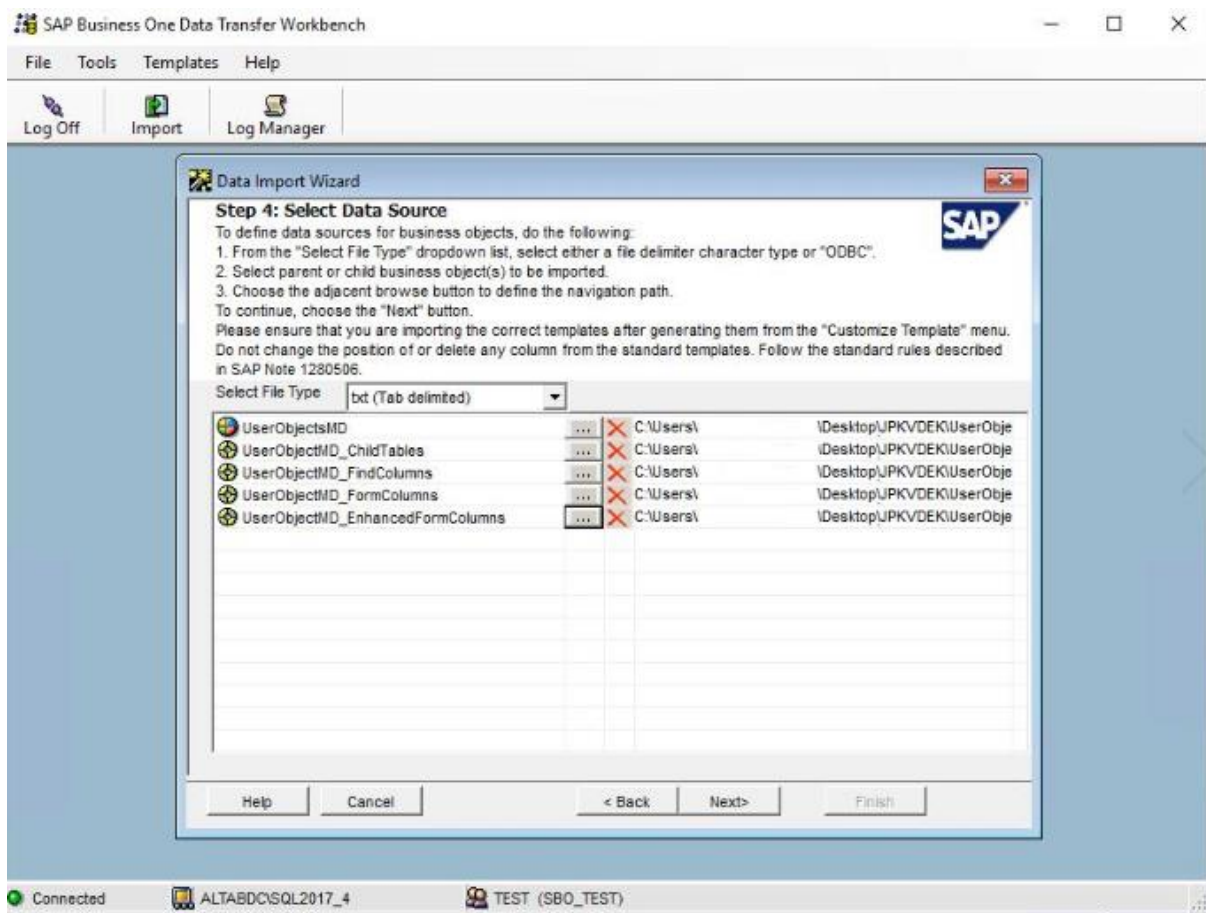 SAP Business One Data Transfer Workbench
File Tools Templates Help
Log Off Import Log Manager
Data Import Wizard
Step 4: Select Data Source
SAP
To define data sources for business objects, do the following:
1. From the "Select File Type" dropdown list, select either a file delimiter character type or "ODBC".
2. Select parent or child business object(s) to be imported.
3. Choose the adjacent browse button to define the navigation path.
To continue, choose the "Next" button.
Please ensure that you are importing the correct templates after generating them from the "Customize Template" menu.
Do not change the position of or delete any column from the standard templates. Follow the standard rules described
in SAP Note 1280506.
Select File Type txt (Tab delimited)
UserObjectsMD ... C:\Users\ \Desktop\JPKVDEK\UserObje
UserObjectMD_ChildTables ... C:\Users\ \Desktop\JPKVDEK\UserObje
UserObjectMD_FindColumns ... C:\Users\ \Desktop\JPKVDEK\UserObje
UserObjectMD_FormColumns ... C:\Users\ \Desktop\JPKVDEK\UserObje
UserObjectMD_EnhancedFormColumns ... C:\Users\ \Desktop\JPKVDEK\UserObje
Help Cancel < Back Next> Finish
Connected ALTABDC\SQL2017_4 TEST (SBO_TEST)